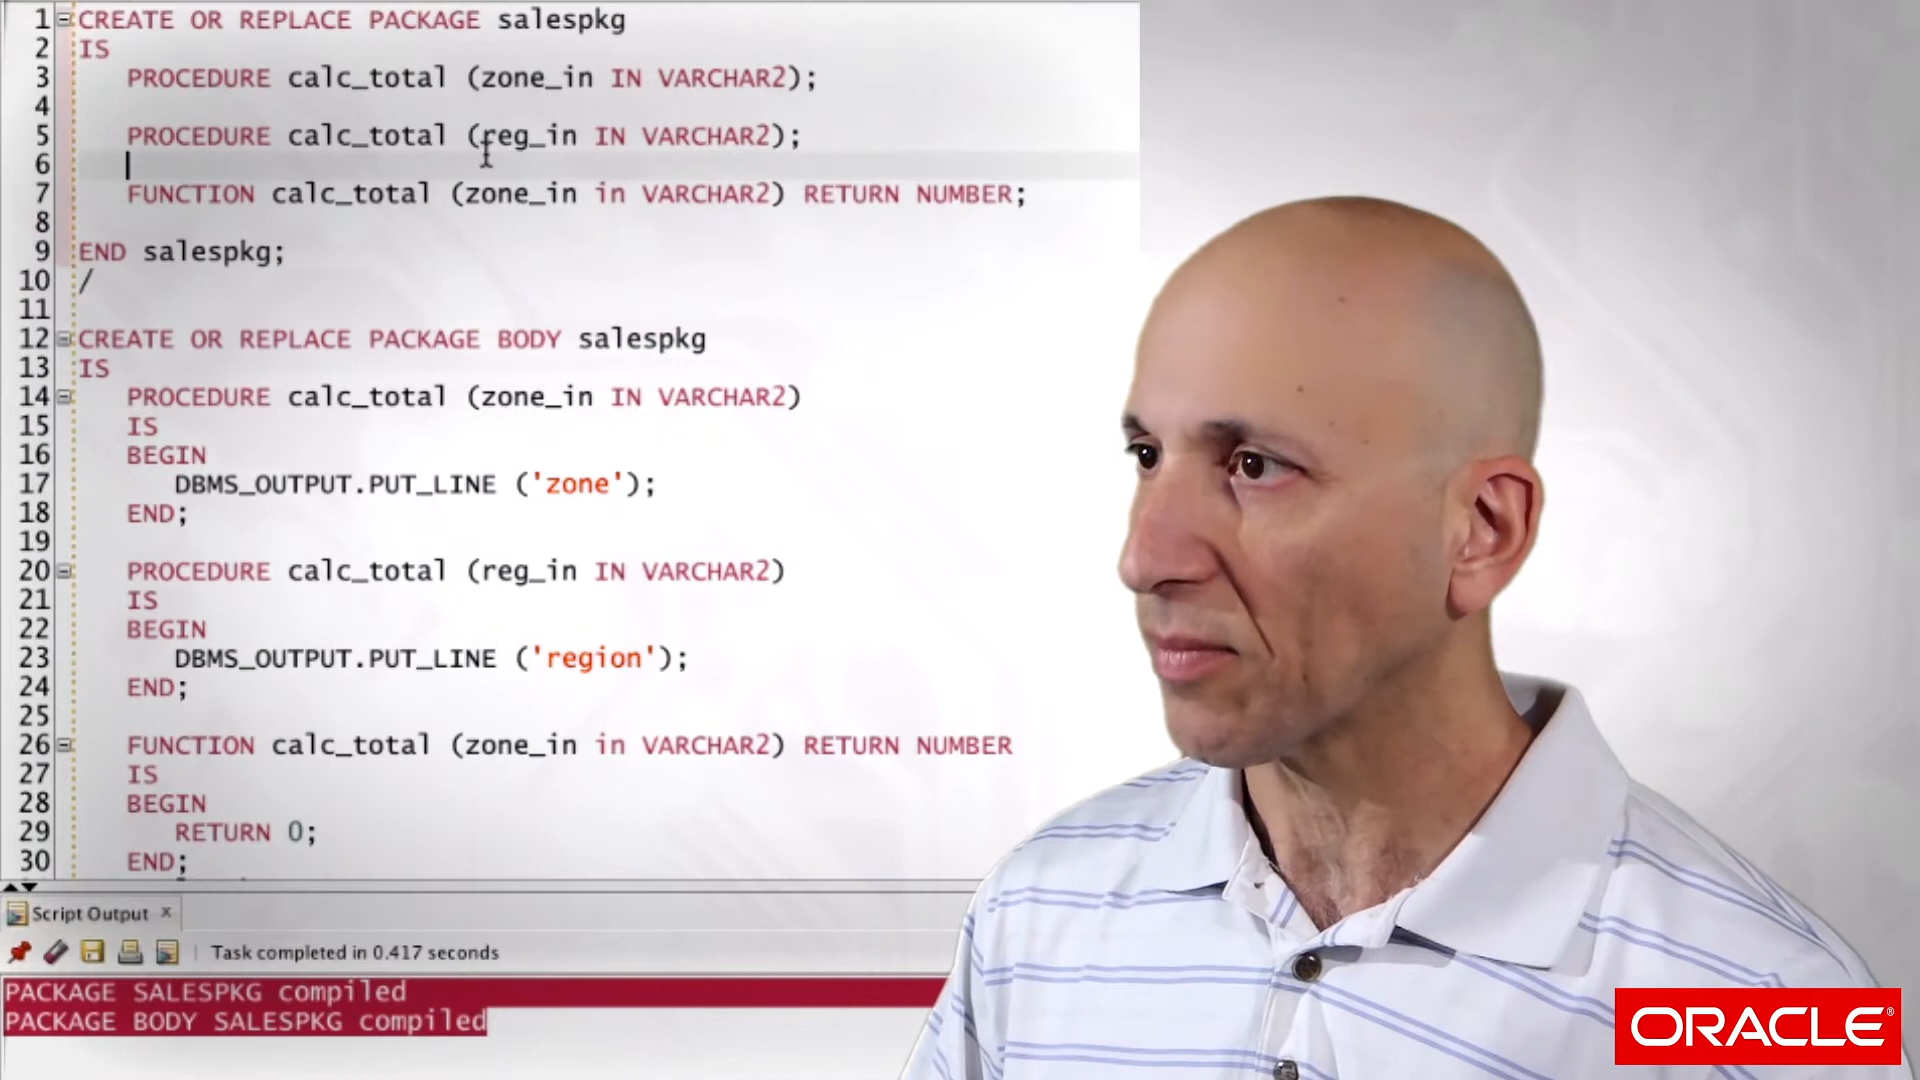 1 CREATE OR REPLACE PACKAGE salespkg
2 IS
3 PROCEDURE calc_total (zone_in IN VARCHAR2);
4
5 PROCEDURE calc_total (reg_in IN VARCHAR2);
6
7 FUNCTION calc_total (zone_in in VARCHAR2) RETURN NUMBER;
8
9 END salespkg;
10 /
11
12 CREATE OR REPLACE PACKAGE BODY salespkg
13 IS
14 PROCEDURE calc_total (zone_in IN VARCHAR2)
15 IS
16 BEGIN
17 DBMS_OUTPUT.PUT_LINE ('zone');
18 END;
19
20 PROCEDURE calc_total (reg_in IN VARCHAR2)
21 IS
22 BEGIN
23 DBMS_OUTPUT.PUT_LINE ('region');
24 END;
25
26 FUNCTION calc_total (zone_in in VARCHAR2) RETURN NUMBER
27 IS
28 BEGIN
29 RETURN 0;
30 END;
Script Output x
Task completed in 0.417 seconds
PACKAGE SALESPKG compiled
PACKAGE BODY SALESPKG compiled
ORACLE®